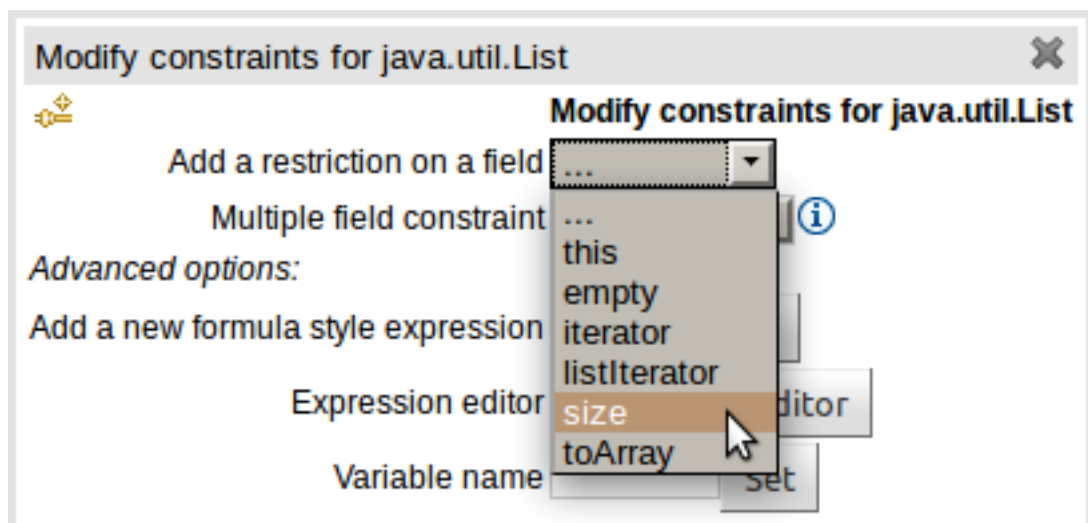 Modify constraints for java.util.List
Modify constraints for java.util.List
Add a restriction on a field ...
Multiple field constraint ...
this
Advanced options:
empty
Add a new formula style expression iterator
listIterator
Expression editor size ditor
toArray
Variable name Set